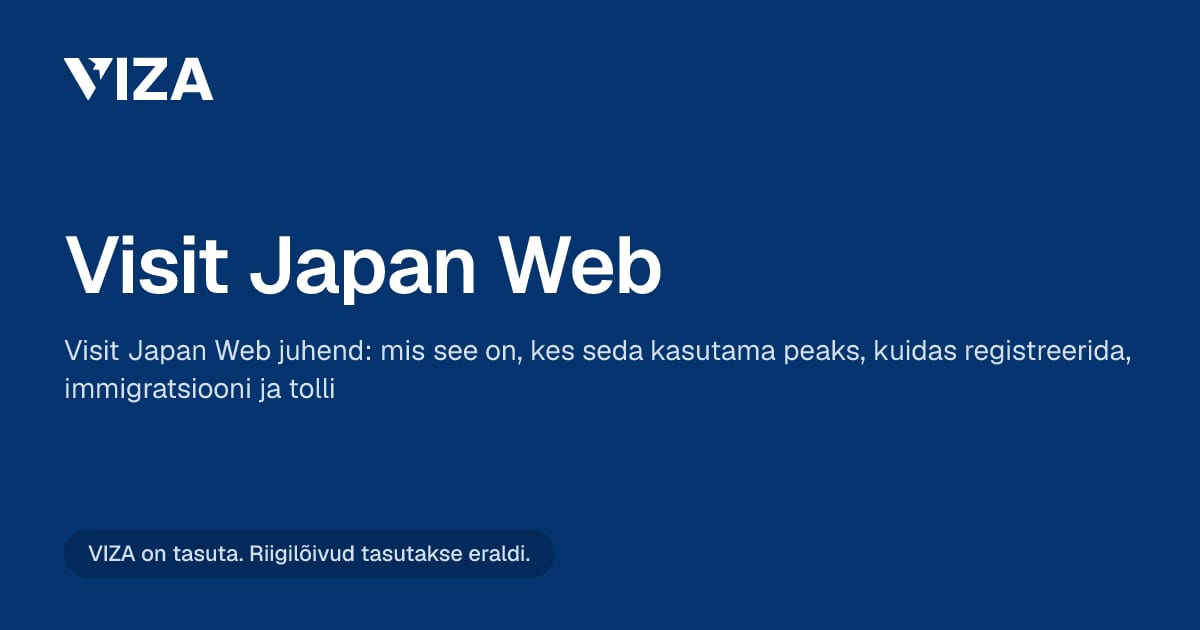 VIZA
Visit Japan Web
Visit Japan Web juhend: mis see on, kes seda kasutama peaks, kuidas registreerida,
immigratsiooni ja tolli
VIZA on tasuta. Riigilõivud tasutakse eraldi.